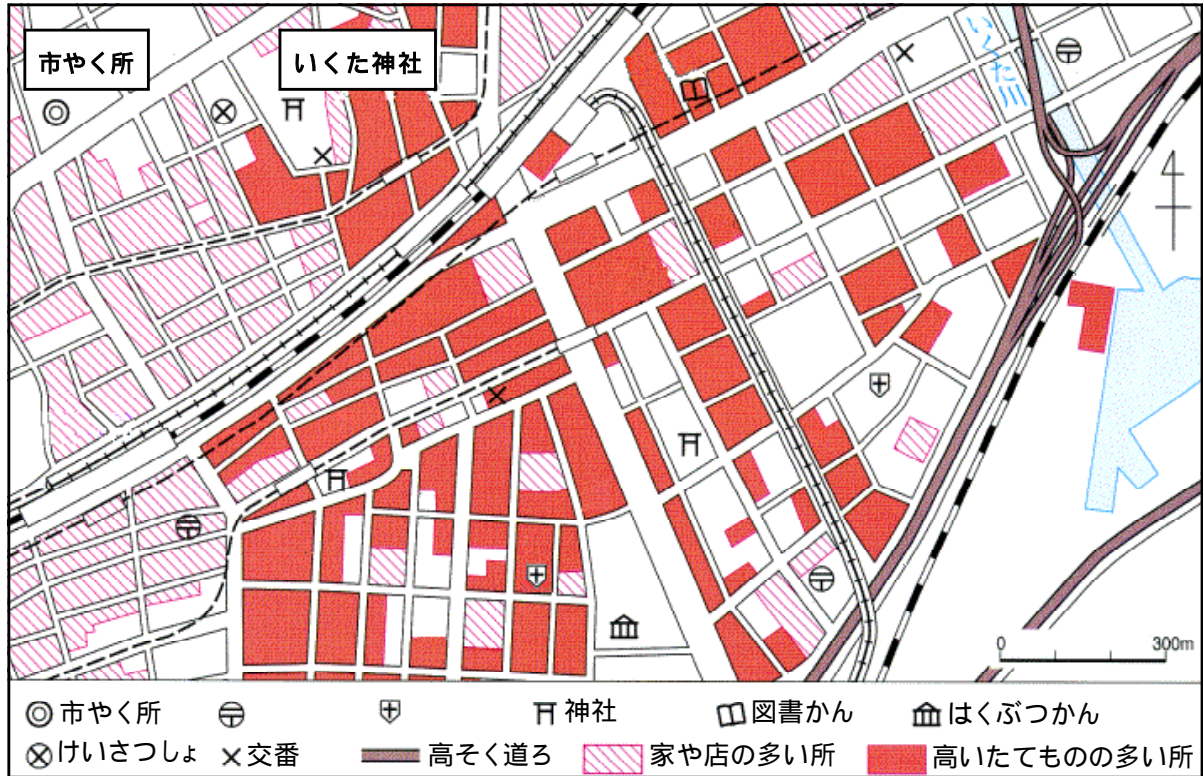 市やく所
いくた神社
いくた川
0 300m
市やく所 神社 図書かん はくぶつかん
けいさつしょ 交番 高そく道ろ 家や店の多い所 高いたてものの多い所